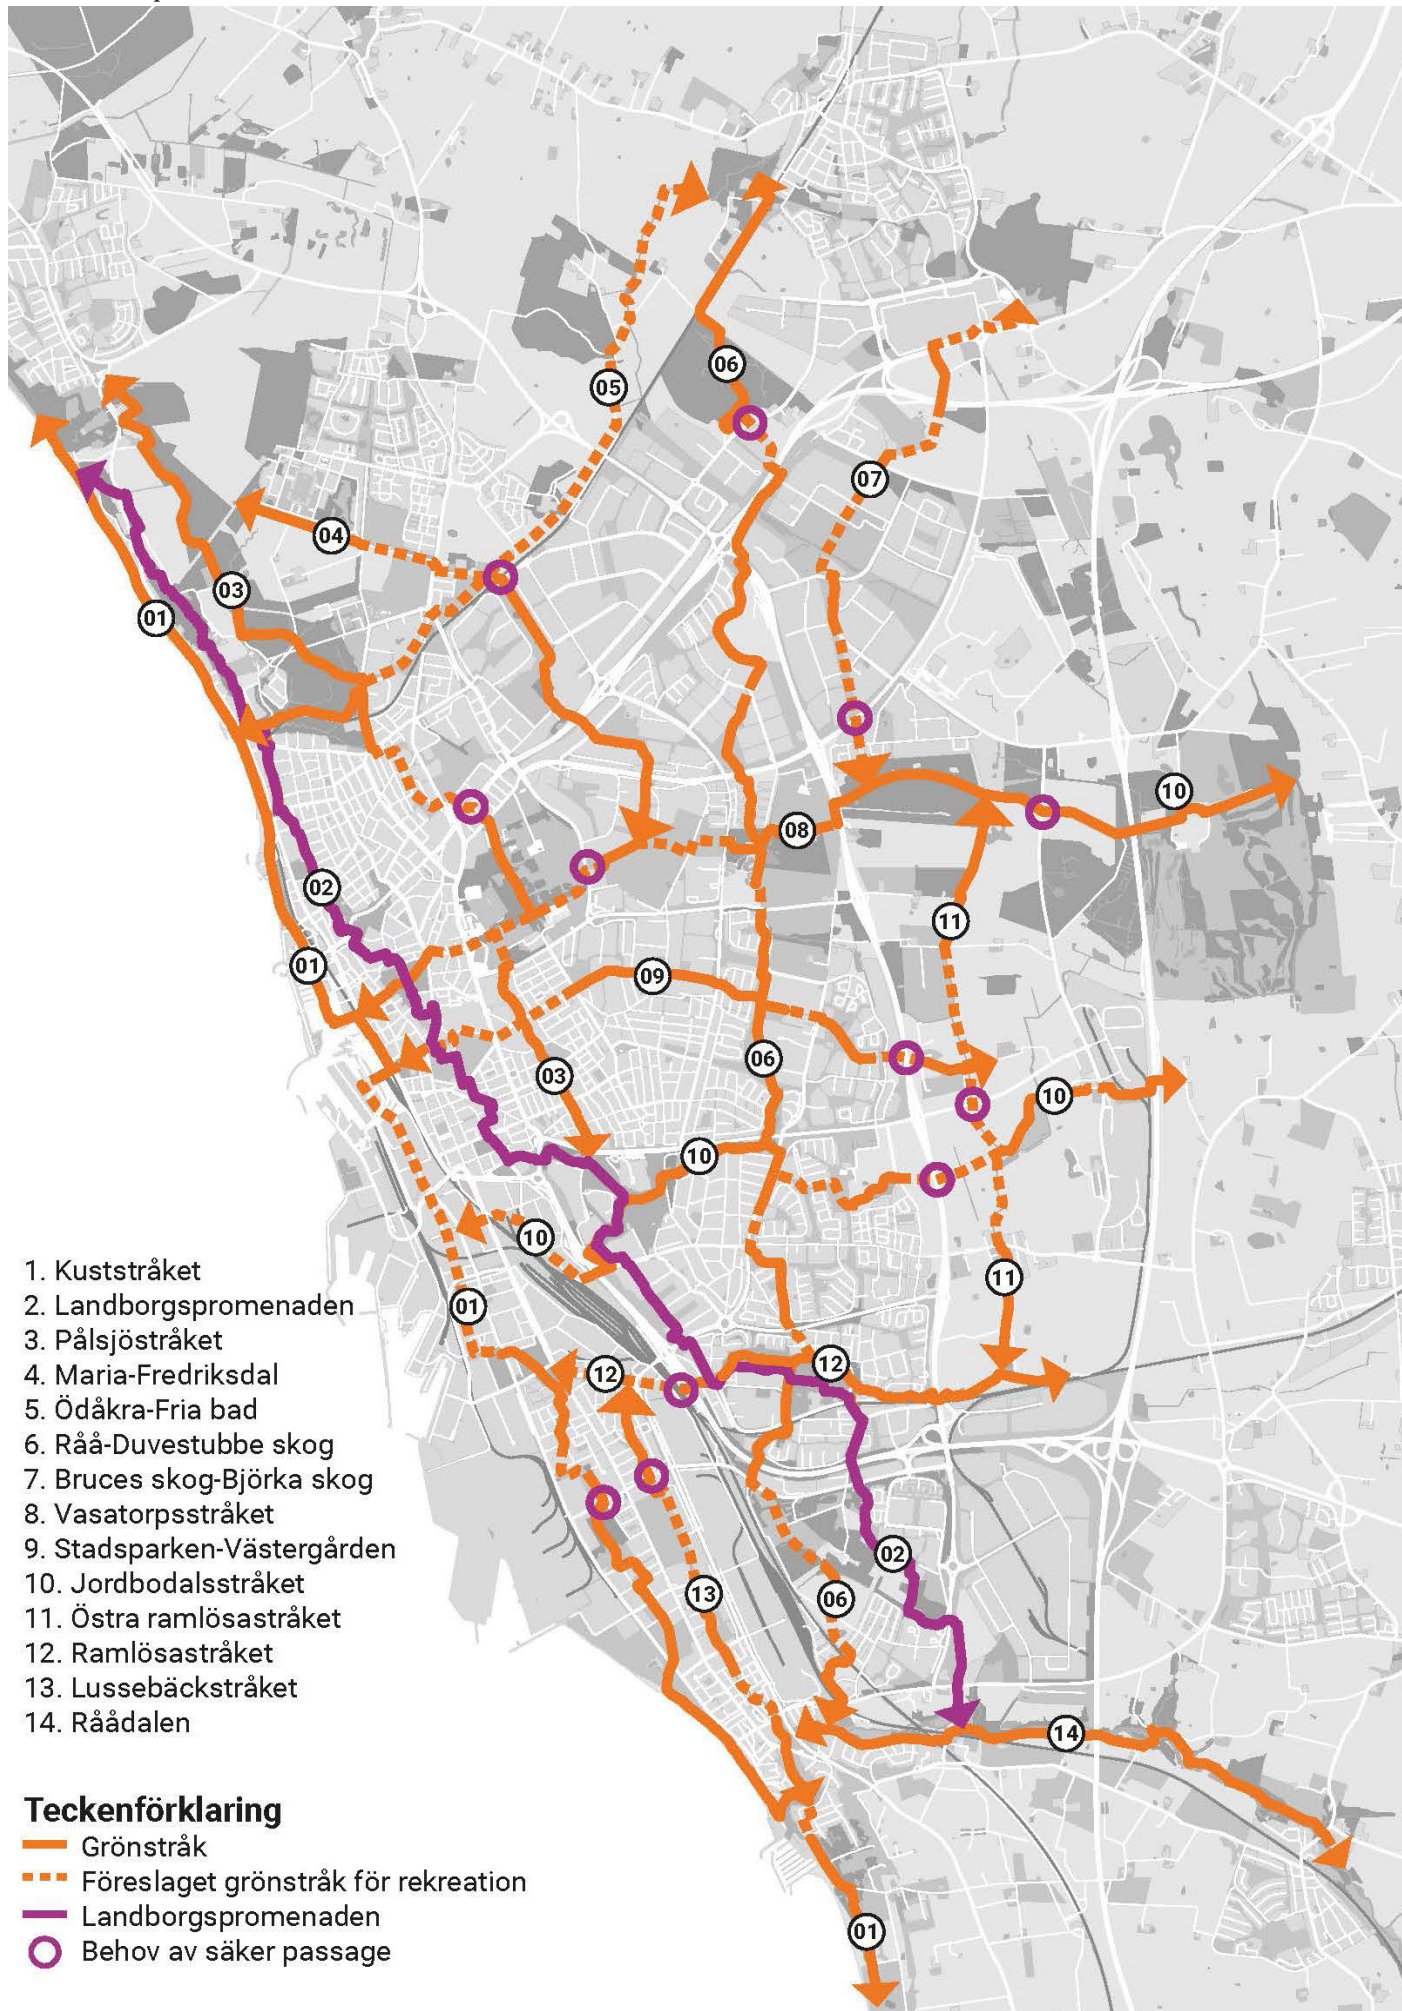 05
06
07
04
03
01
10
08
02
11
01
09
06
03
10
10
10
11
01
12
12
02
13
06
14
01
1. Kuststråket
2. Landborgspromenaden
3. Pålsjöstråket
4. Maria-Fredriksdal
5. Ödåkra-Fria bad
6. Råå-Duvestubbe skog
7. Bruces skog-Björka skog
8. Vasatorpsstråket
9. Stadsparken-Västergården
10. Jordbodalsstråket
11. Östra ramlösastråket
12. Ramlösastråket
13. Lussebäckstråket
14. Råådalen
Teckenförklaring
Grönstråk
Föreslaget grönstråk för rekreation
Landborgspromenaden
Behov av säker passage